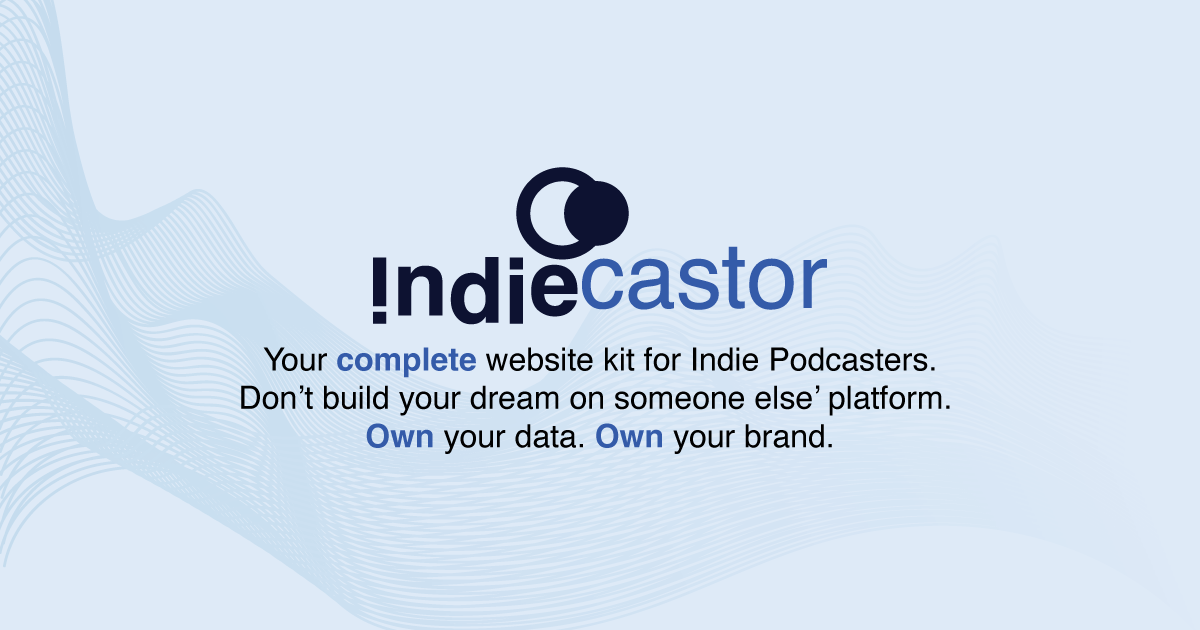 !ndiecastor
Your complete website kit for Indie Podcasters.
Don’t build your dream on someone else’ platform.
Own your data. Own your brand.